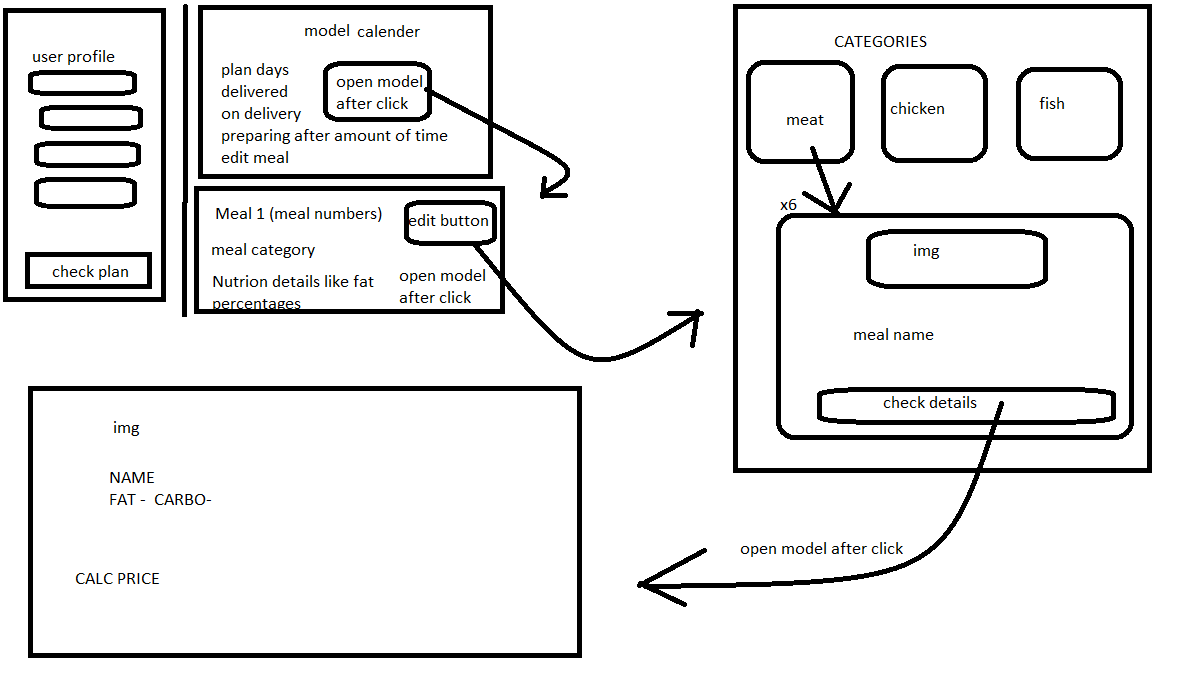 user profile
check plan
model calender
plan days
delivered
on delivery
preparing after amount of time
edit meal
open model
after click
Meal 1 (meal numbers)
edit button
meal category
Nutrion details like fat
percentages
open model
after click
CATEGORIES
meat
chicken
fish
x6
img
meal name
check details
open model after click
img
NAME
FAT - CARBO-
CALC PRICE